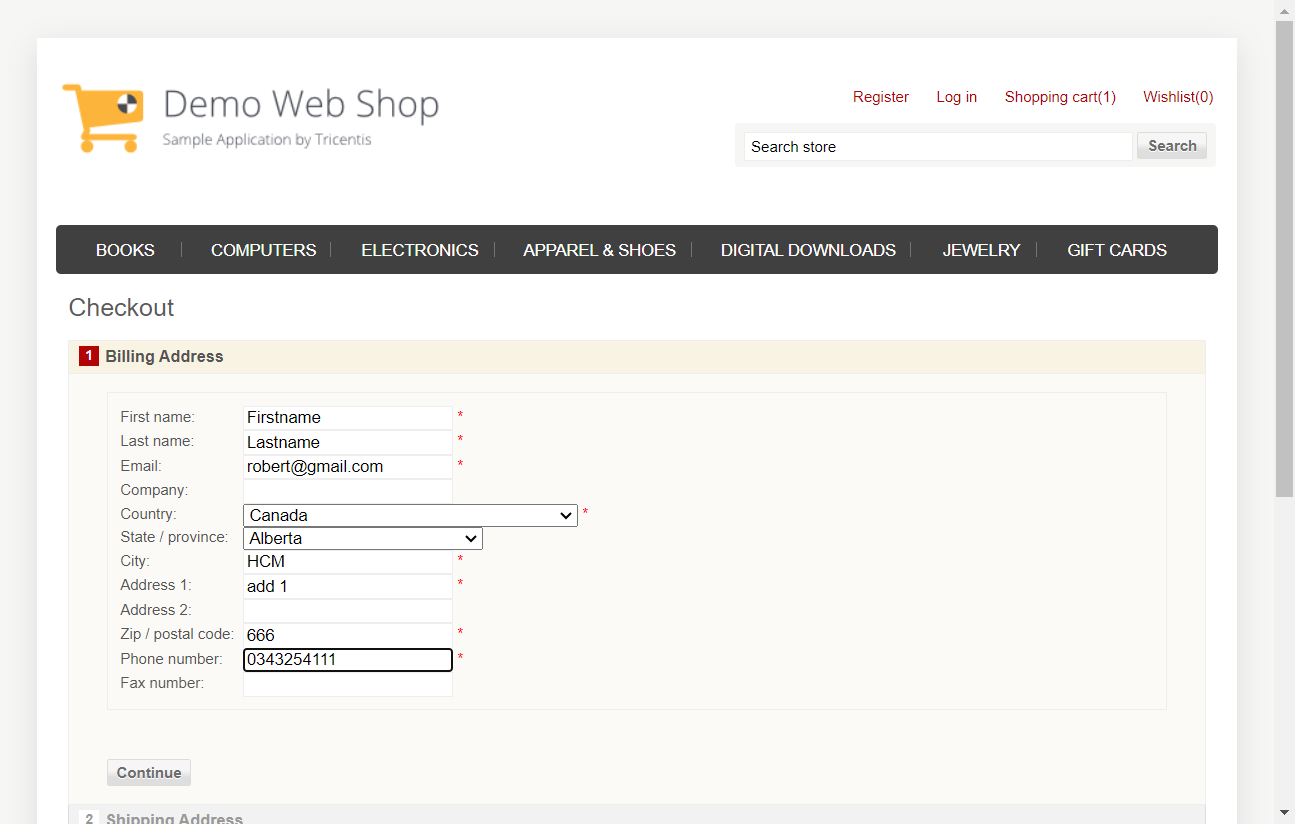 Demo Web Shop
Sample Application by Tricentis
Register Log in Shopping cart(1) Wishlist(0)
Search store Search
BOOKS COMPUTERS ELECTRONICS APPAREL & SHOES DIGITAL DOWNLOADS JEWELRY GIFT CARDS
Checkout
1 Billing Address
First name: Firstname *
Last name: Lastname *
Email: robert@gmail.com *
Company:
Country: Canada *
State / province: Alberta
City: HCM *
Address 1: add 1 *
Address 2:
Zip / postal code: 666 *
Phone number: 0343254111 *
Fax number:
Continue
2 Shipping Address